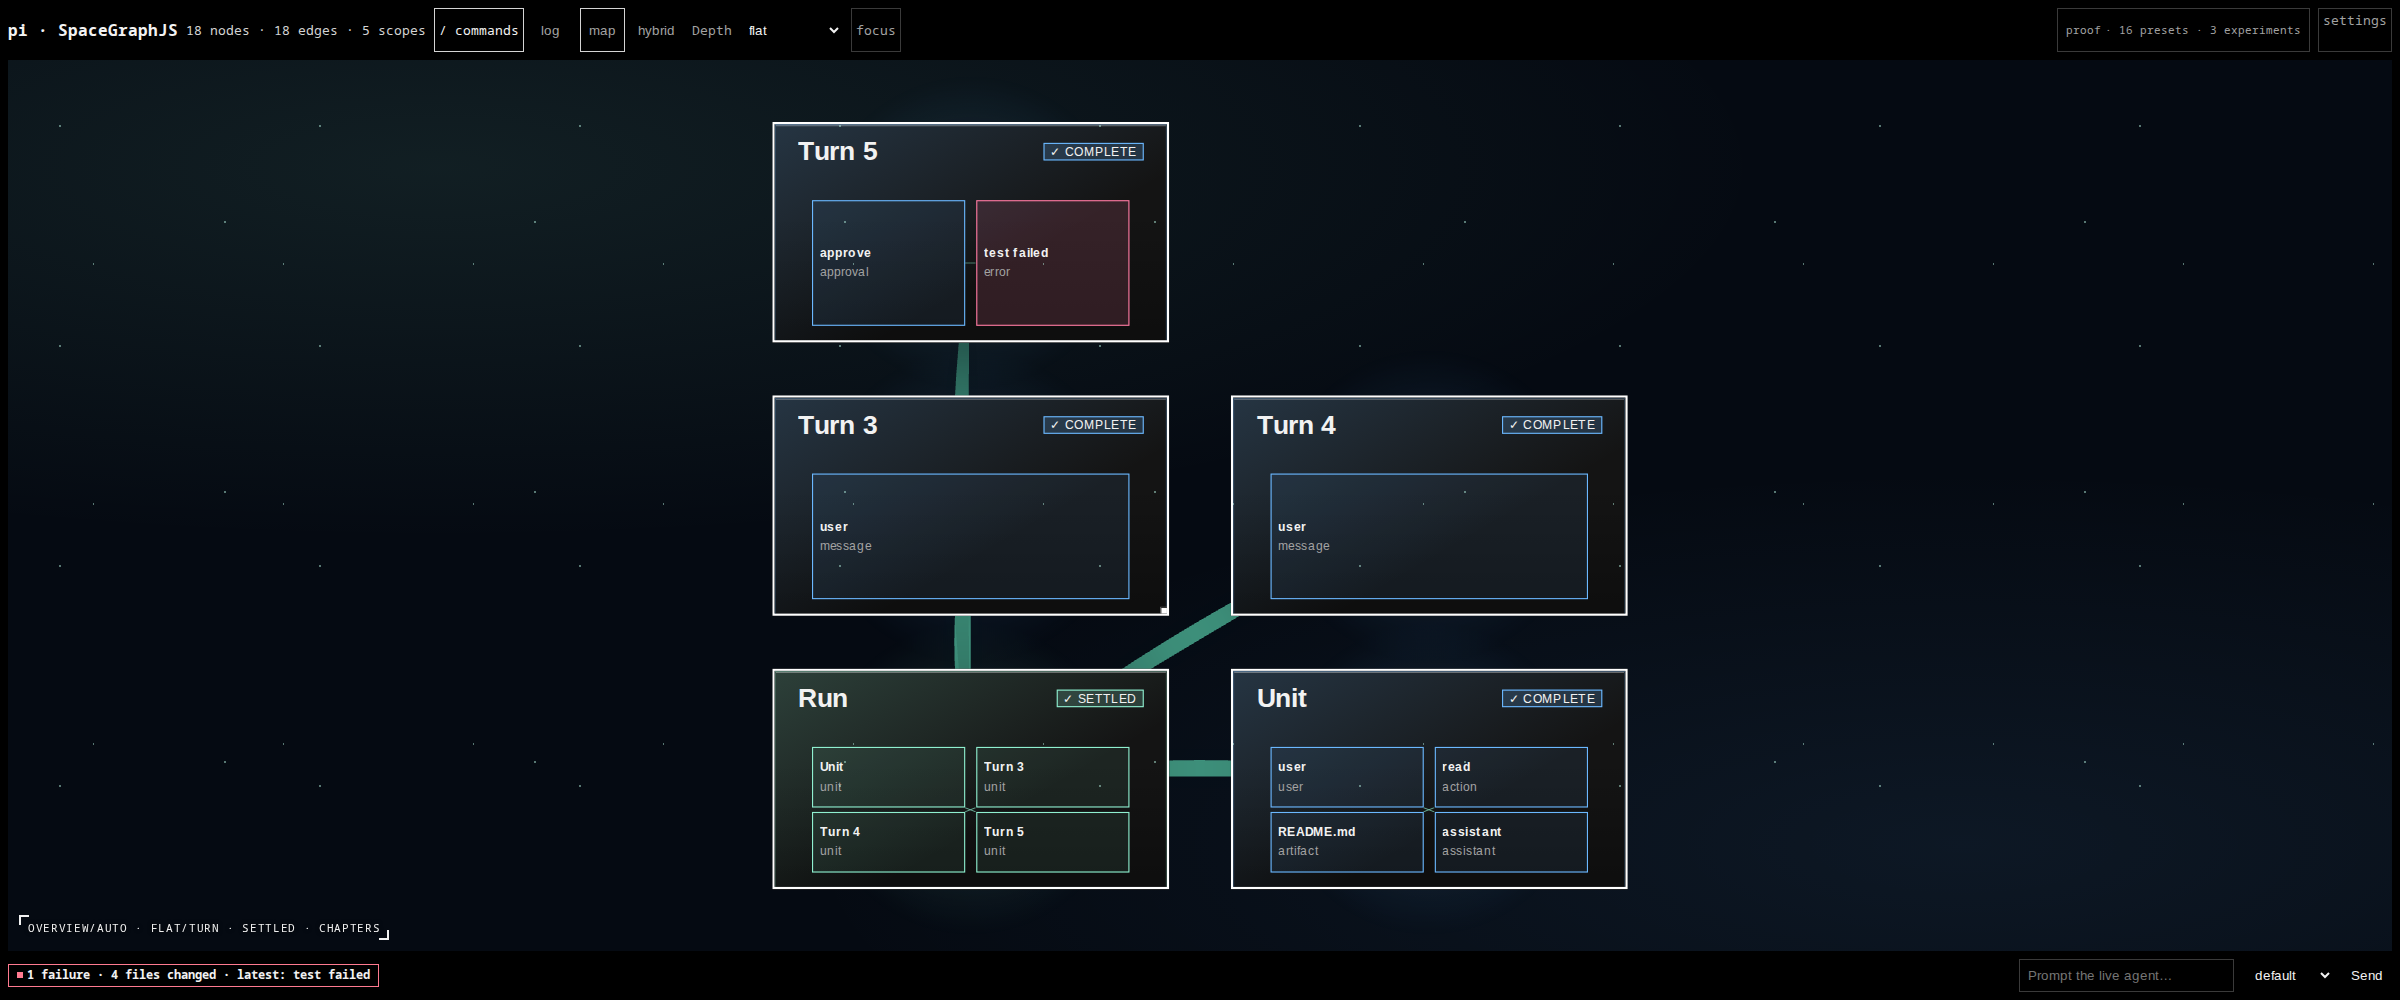 pi · SpaceGraphJS 18 nodes · 18 edges · 5 scopes / commands log map hybrid Depth flat focus proof · 16 presets · 3 experiments settings
Turn 5 ✓ COMPLETE
approve
approval
test failed
error
Turn 3 ✓ COMPLETE
user
message
Turn 4 ✓ COMPLETE
user
message
Run ✓ SETTLED
Unit
unit
Turn 3
unit
Turn 4
unit
Turn 5
unit
Unit ✓ COMPLETE
user
user
read
action
README.md
artifact
assistant
assistant
OVERVIEW/AUTO · FLAT/TURN · SETTLED · CHAPTERS
1 failure · 4 files changed · latest: test failed
Prompt the live agent... default Send